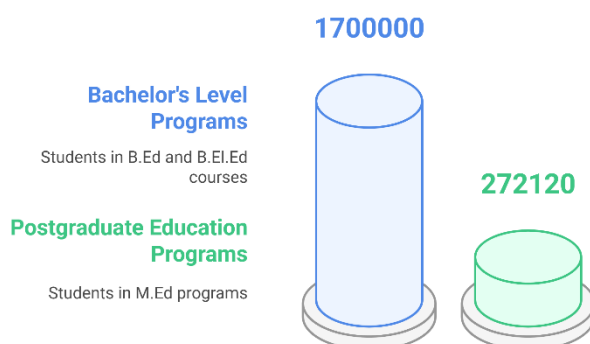 1700000
Bachelor's Level
Programs
Students in B.Ed and B.El.Ed
courses
272120
Postgraduate Education
Programs
Students in M.Ed programs